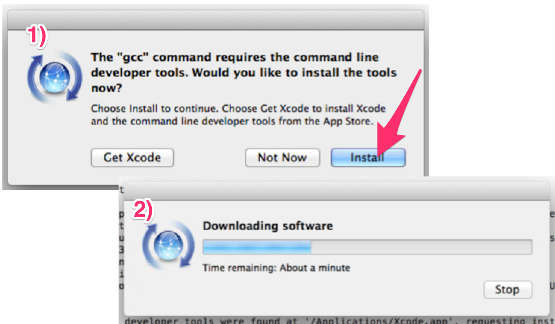 1)
The "gcc" command requires the command line
developer tools. Would you like to install the tools
now?
Choose Install to continue. Choose Get Xcode to install Xcode
and the command line developer tools from the App Store.
Get Xcode
Not Now
Install
2)
Downloading software
Time remaining: About a minute
Stop
developer tools were found at '/Applications/Xcode.app', requesting inst